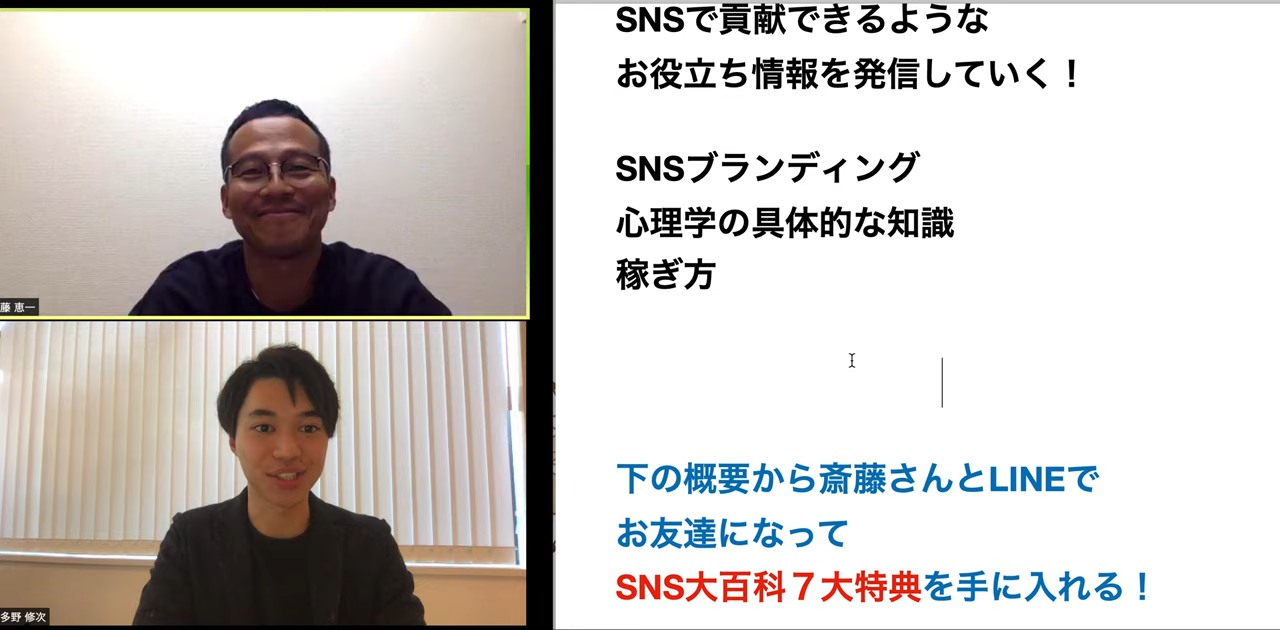 藤 恵一
多野 修次
SNSで貢献できるような
お役立ち情報を発信していく！
SNSブランディング
心理学の具体的な知識
稼ぎ方
下の概要から斎藤さんとLINEで
お友達になって
SNS大百科７大特典を手に入れる！